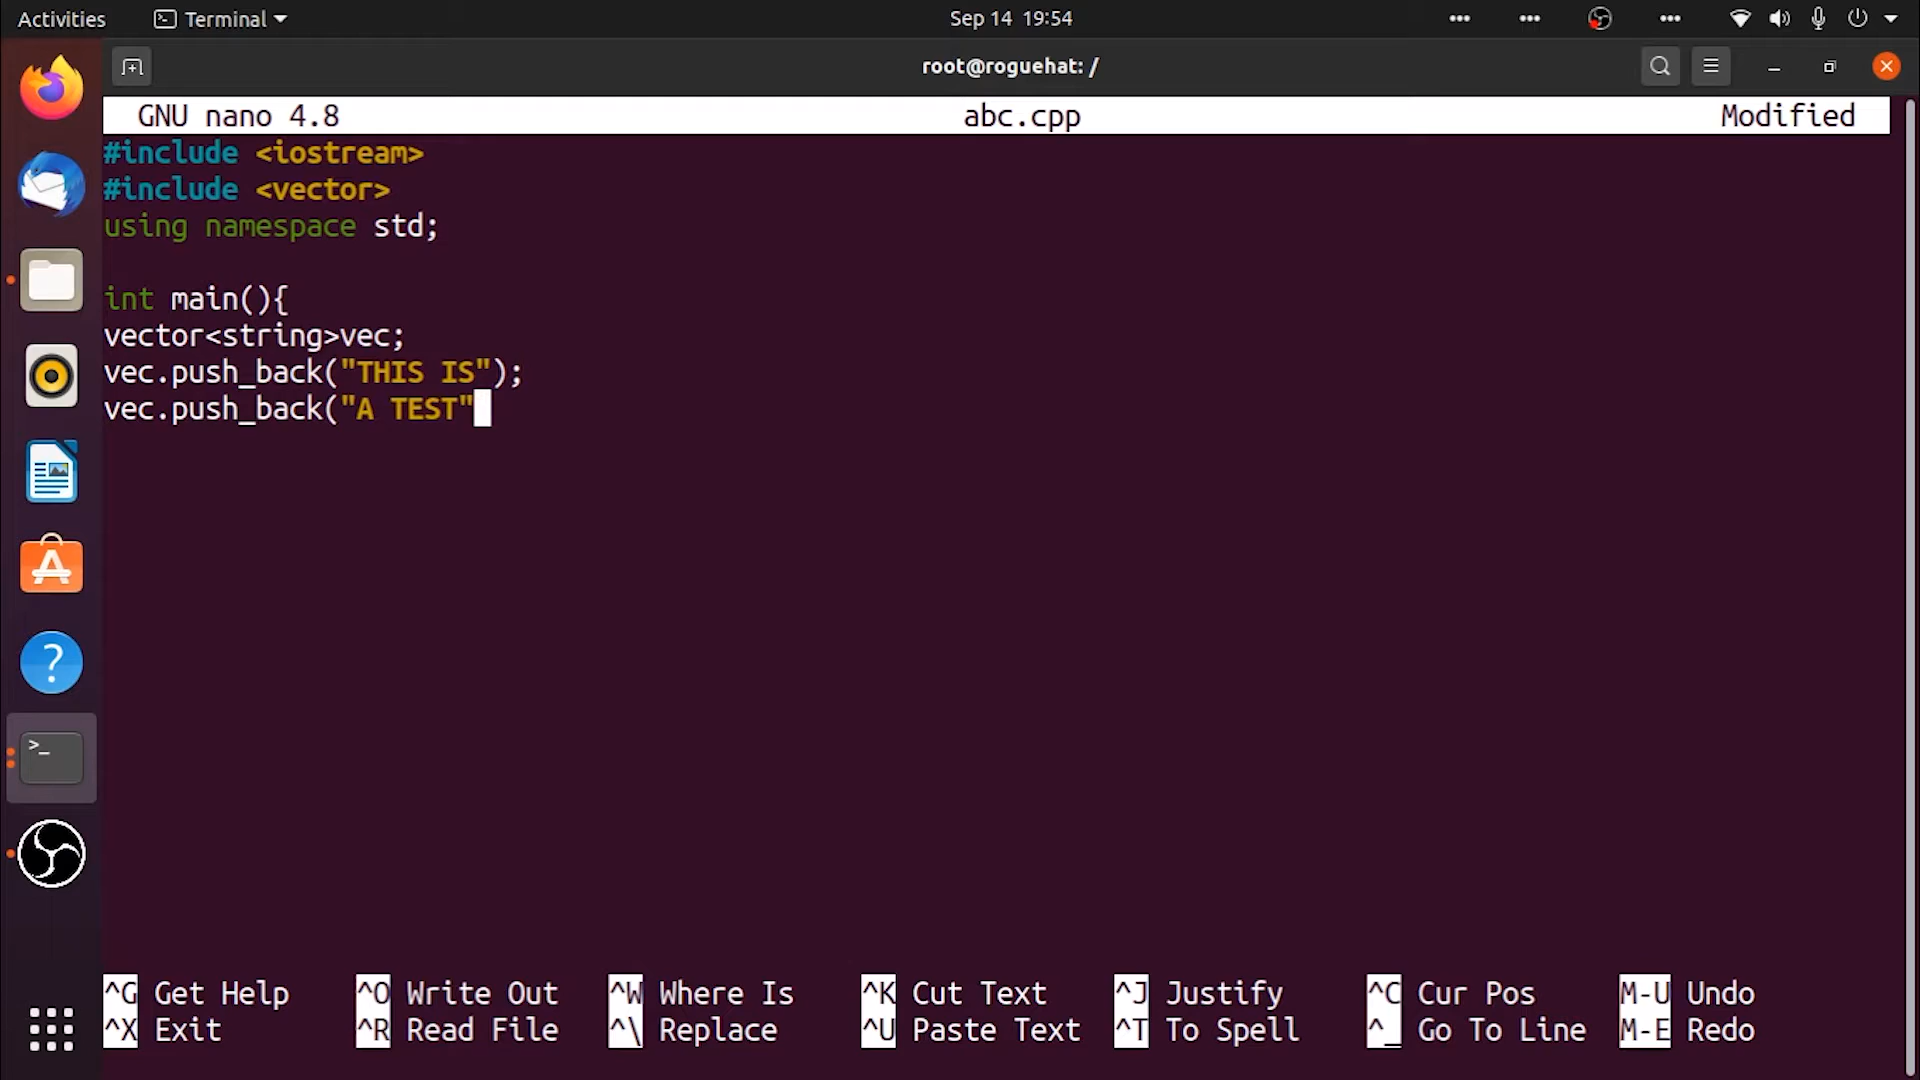 Activities Terminal Sep 14 19:54
root@roguehat: /
GNU nano 4.8 abc.cpp Modified
#include <iostream>
#include <vector>
using namespace std;
int main(){
vector<string>vec;
vec.push_back("THIS IS");
vec.push_back("A TEST"
^G Get Help ^O Write Out ^W Where Is ^K Cut Text ^J Justify ^C Cur Pos M-U Undo
^X Exit ^R Read File ^\ Replace ^U Paste Text ^T To Spell ^_ Go To Line M-E Redo